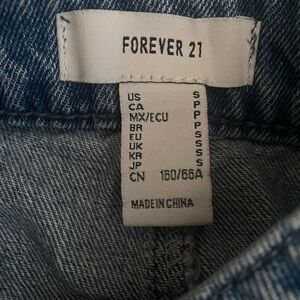 FOREVER 21
US S
CA P
MX/ECU P
BR P
EU S
UK S
KR S
JP S
CN 160/66A
MADE IN CHINA